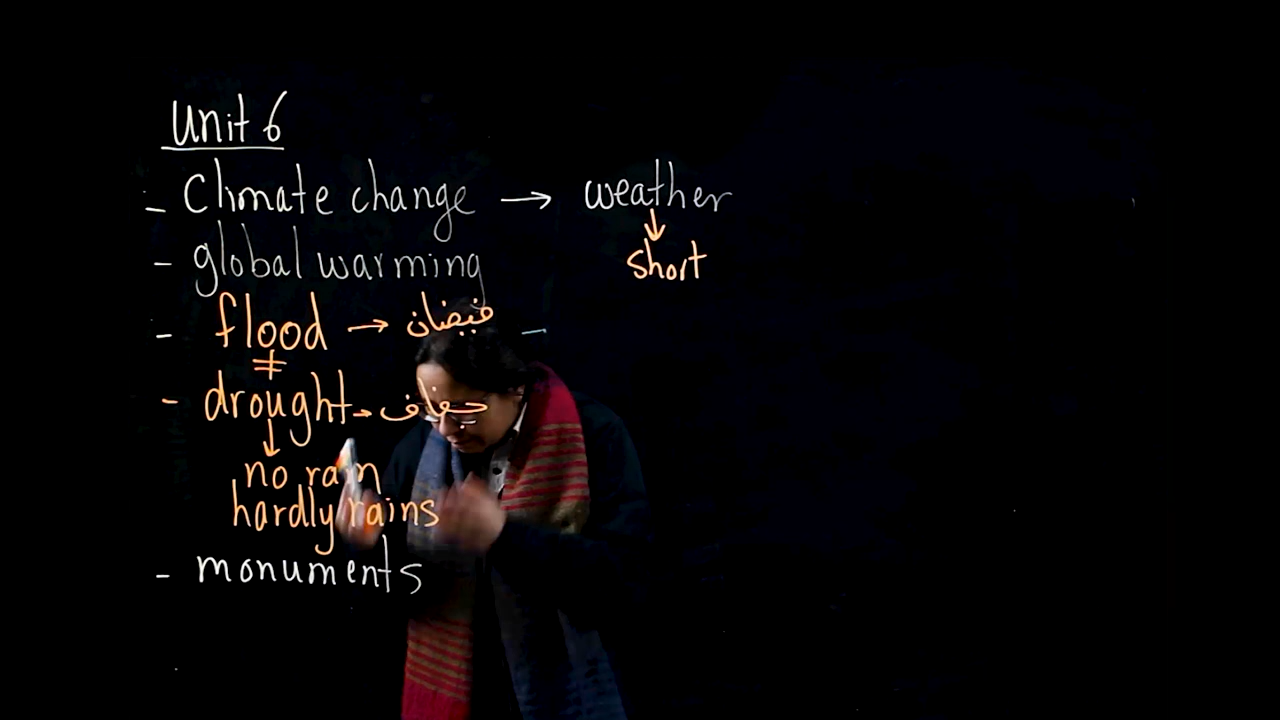 Unit 6
- Climate change → weather
↓
short
- global warming
- flood → فيضان -
≠
- drought → جفاف
↓
no rain
hardly rains
- monuments